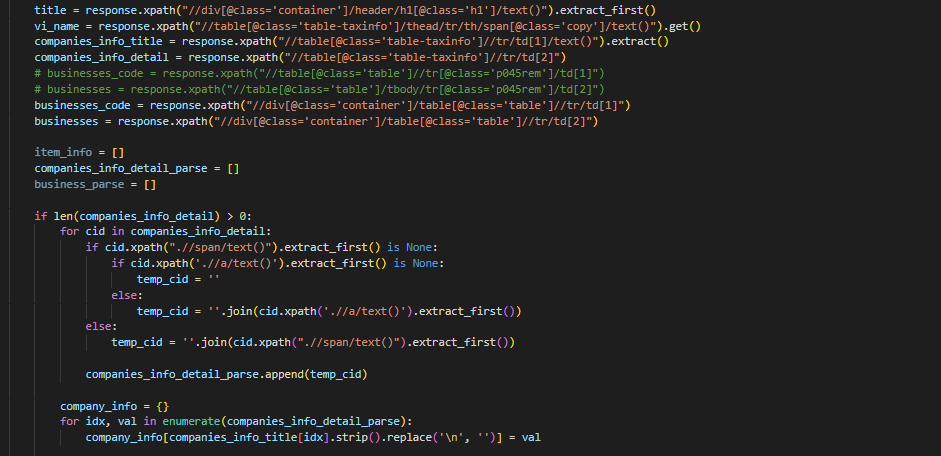 title = response.xpath("//div[@class='container']/header/h1[@class='h1']/text()").extract_first()
vi_name = response.xpath("//table[@class='table-taxinfo']/thead/tr/th/span[@class='copy']/text()").get()
companies_info_title = response.xpath("//table[@class='table-taxinfo']//tr/td[1]/text()").extract()
companies_info_detail = response.xpath("//table[@class='table-taxinfo']//tr/td[2]")
# businesses_code = response.xpath("//table[@class='table']//tr[@class='p045rem']/td[1]")
# businesses = response.xpath("//table[@class='table']/tbody/tr[@class='p045rem']/td[2]")
businesses_code = response.xpath("//div[@class='container']/table[@class='table']//tr/td[1]")
businesses = response.xpath("//div[@class='container']/table[@class='table']//tr/td[2]")
item_info = []
companies_info_detail_parse = []
business_parse = []
if len(companies_info_detail) > 0:
for cid in companies_info_detail:
if cid.xpath(".//span/text()").extract_first() is None:
if cid.xpath('.//a/text()').extract_first() is None:
temp_cid = ''
else:
temp_cid = ''.join(cid.xpath('.//a/text()').extract_first())
else:
temp_cid = ''.join(cid.xpath(".//span/text()").extract_first())
companies_info_detail_parse.append(temp_cid)
company_info = {}
for idx, val in enumerate(companies_info_detail_parse):
company_info[companies_info_title[idx].strip().replace('\n', '')] = val